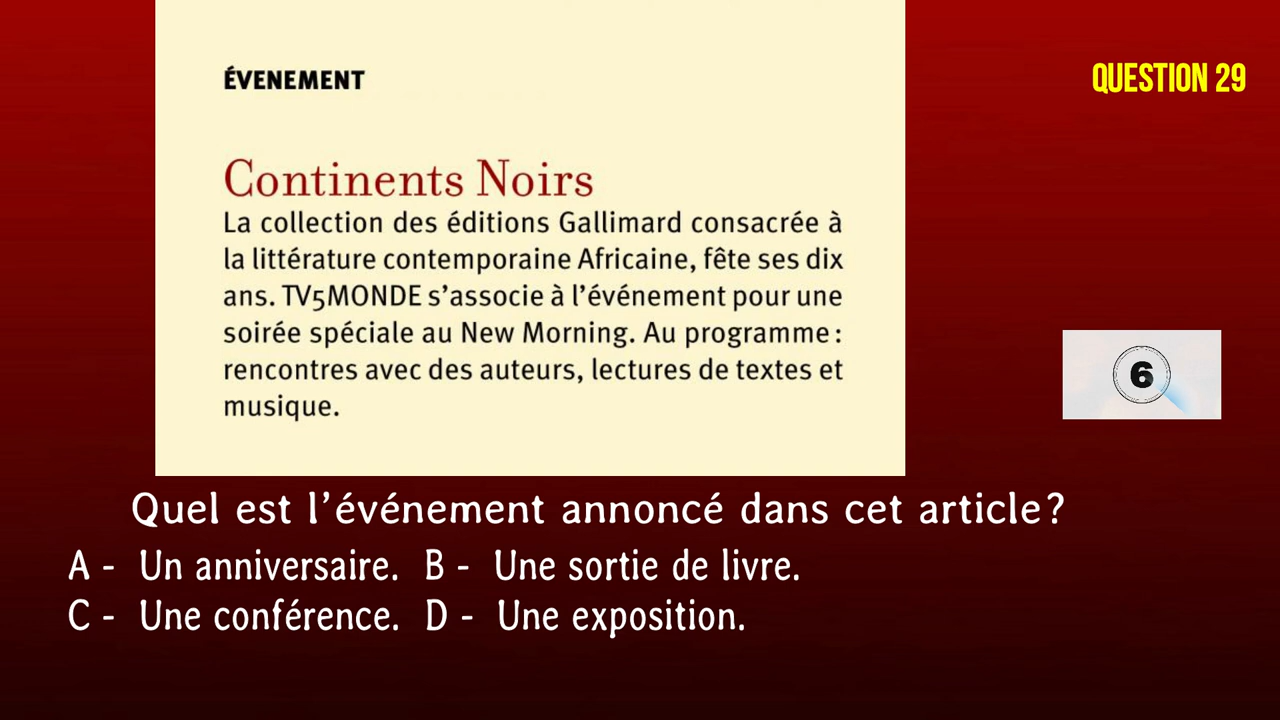 ÉVENEMENT
QUESTION 29
Continents Noirs
La collection des éditions Gallimard consacrée à
la littérature contemporaine Africaine, fête ses dix
ans. TV5MONDE s'associe à l'événement pour une
soirée spéciale au New Morning. Au programme :
rencontres avec des auteurs, lectures de textes et
musique.
6
Quel est l'événement annoncé dans cet article?
A - Un anniversaire. B - Une sortie de livre.
C - Une conférence. D - Une exposition.